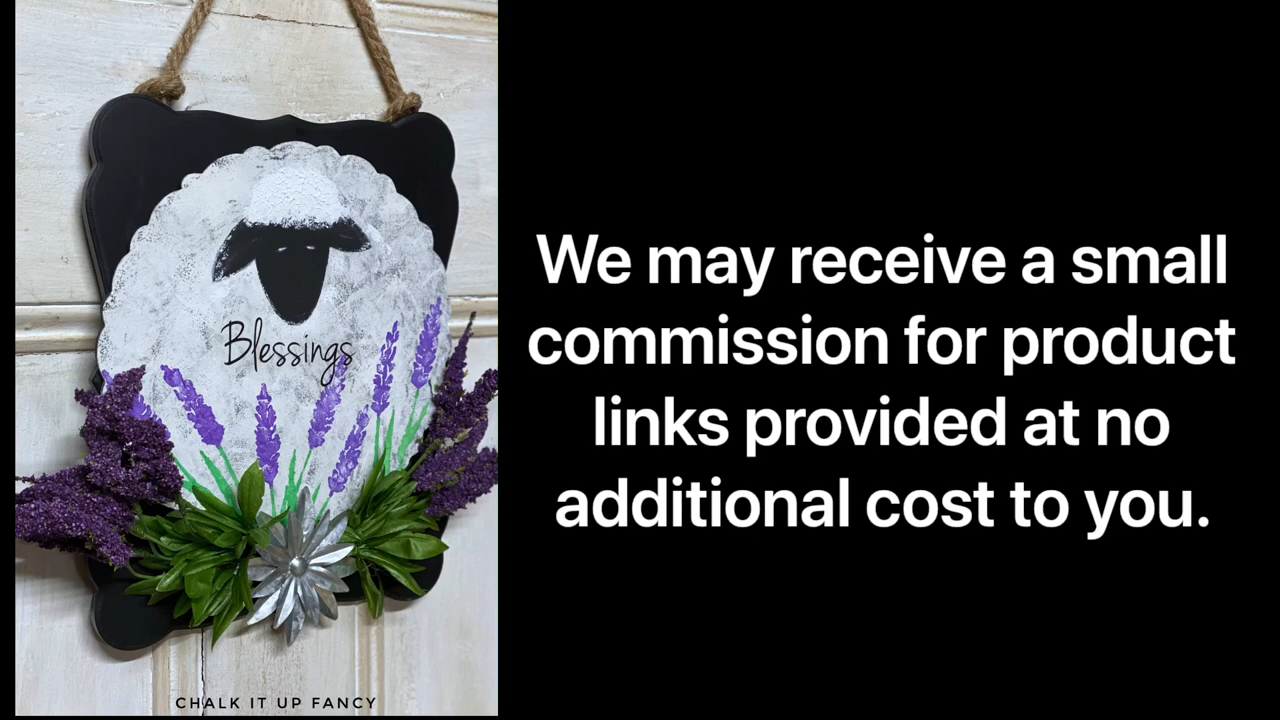 Blessings
CHALK IT UP FANCY
We may receive a small
commission for product
links provided at no
additional cost to you.